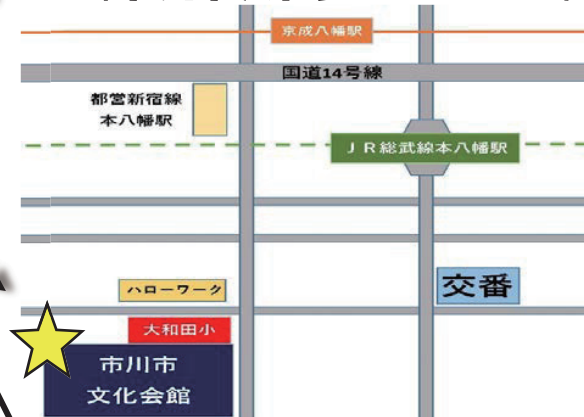 京成八幡駅
国道14号線
都営新宿線
本八幡駅
JR総武線本八幡駅
ハローワーク
交番
大和田小
市川市
文化会館